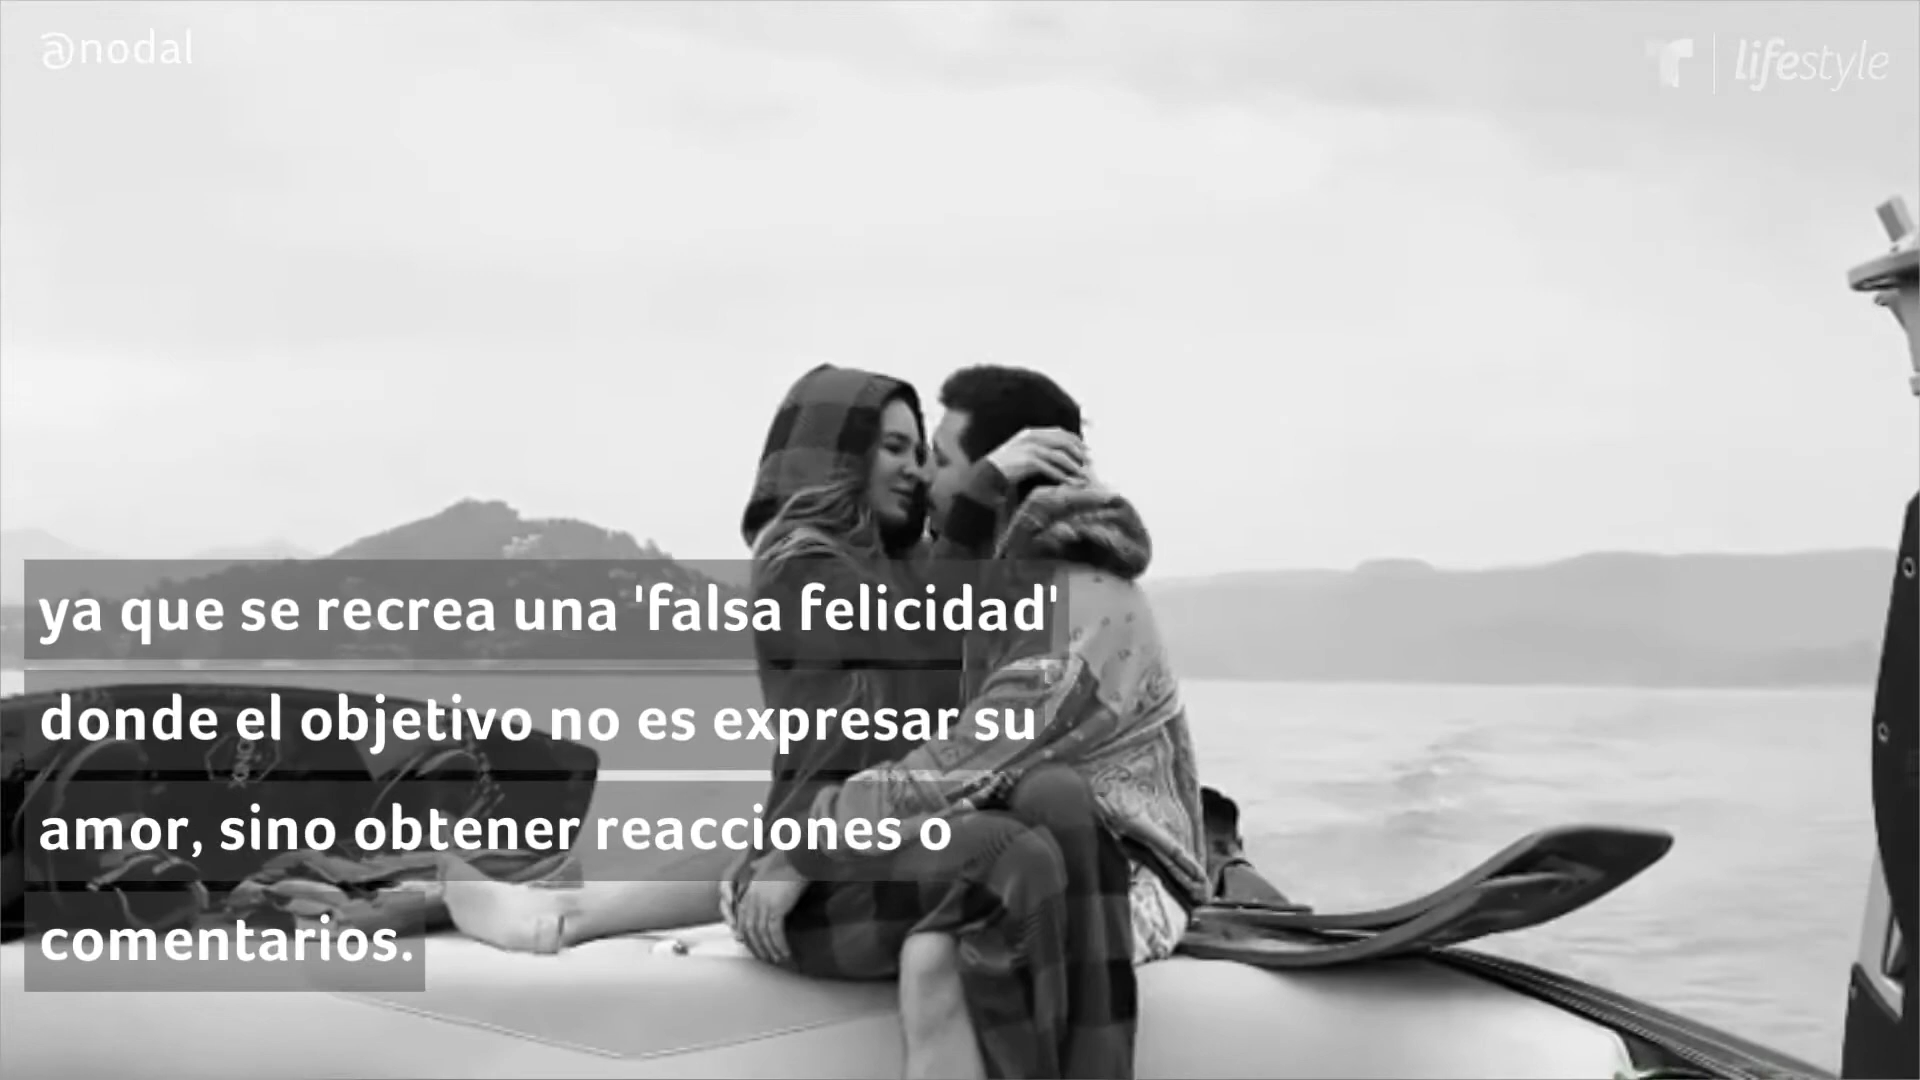 @nodal
lifestyle
ya que se recrea una 'falsa felicidad'
donde el objetivo no es expresar su
amor, sino obtener reacciones o
comentarios.